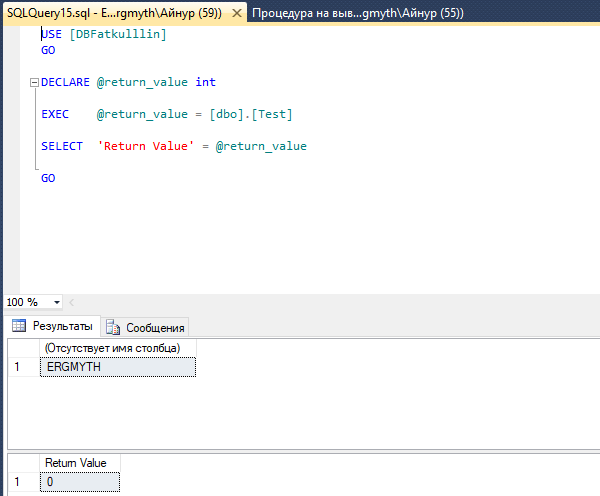 SQLQuery15.sql - E...rgmyth\Айнур (59)) Процедура на выв...gmyth\Айнур (55))
USE [DBFatkulllin]
GO
DECLARE @return_value int
EXEC @return_value = [dbo].[Test]
SELECT 'Return Value' = @return_value
GO
100 %
Результаты Сообщения
(Отсутствует имя столбца)
1 ERGMYTH
Return Value
1 0